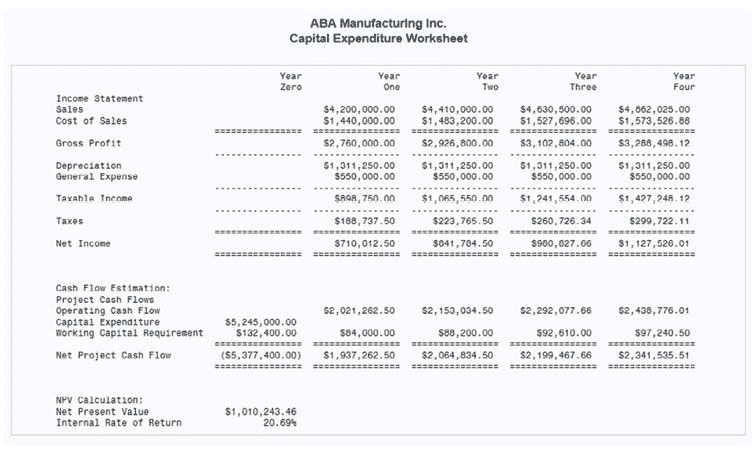 ABA Manufacturing Inc.
Capital Expenditure Worksheet
Year Year Year Year Year
Zero One Two Three Four
Income Statement
Sales $4,200,000.00 $4,410,000.00 $4,630,500.00 $4,862,025.00
Cost of Sales $1,440,000.00 $1,483,200.00 $1,527,696.00 $1,573,526.88
Gross Profit $2,760,000.00 $2,926,800.00 $3,102,804.00 $3,288,498.12
Depreciation $1,311,250.00 $1,311,250.00 $1,311,250.00 $1,311,250.00
General Expense $550,000.00 $550,000.00 $550,000.00 $550,000.00
Taxable Income $898,750.00 $1,065,550.00 $1,241,554.00 $1,427,248.12
Taxes $188,737.50 $223,765.50 $260,726.34 $299,722.11
Net Income $710,012.50 $841,784.50 $980,827.66 $1,127,526.01
Cash Flow Estimation:
Project Cash Flows
Operating Cash Flow $2,021,262.50 $2,153,034.50 $2,292,077.66 $2,438,776.01
Capital Expenditure $5,245,000.00
Working Capital Requirement $132,400.00 $84,000.00 $88,200.00 $92,610.00 $97,240.50
Net Project Cash Flow ($5,377,400.00) $1,937,262.50 $2,064,834.50 $2,199,467.66 $2,341,535.51
NPV Calculation:
Net Present Value $1,010,243.46
Internal Rate of Return 20.69%